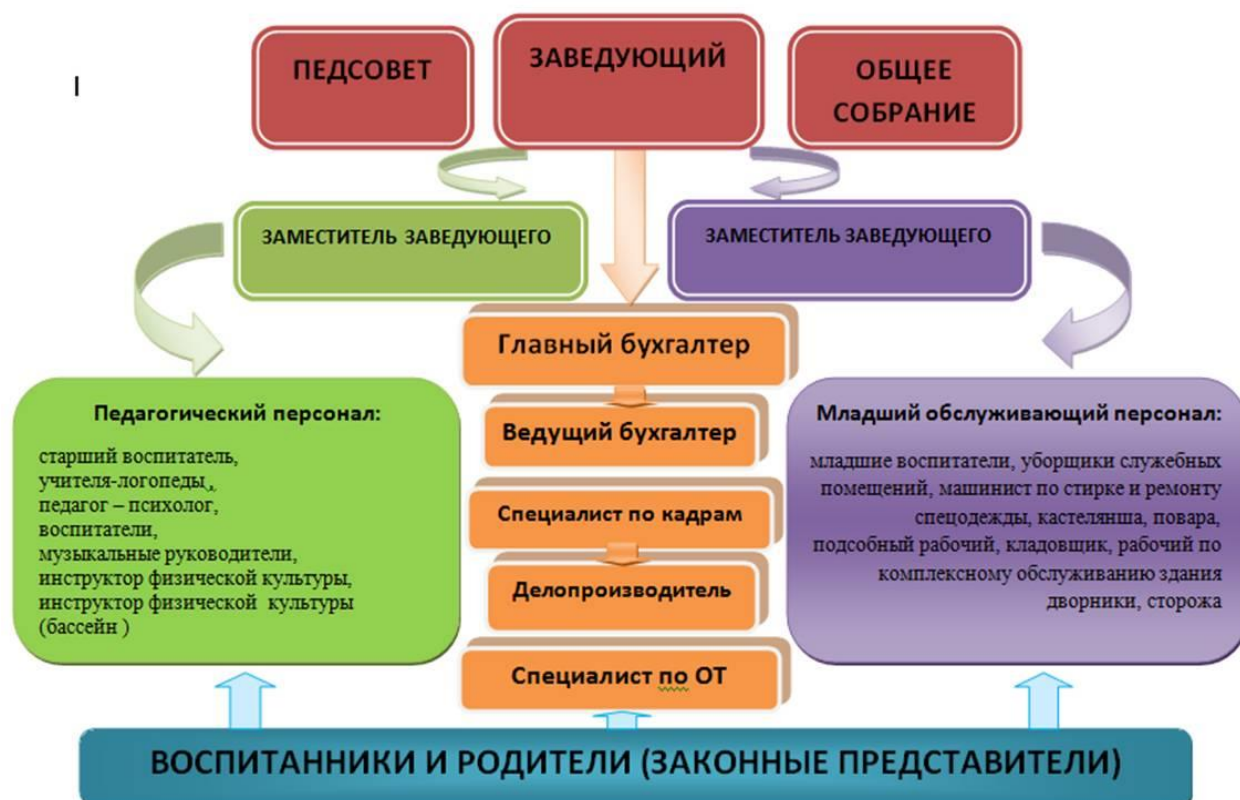 ПЕДСОВЕТ
ЗАВЕДУЮЩИЙ
ОБЩЕЕ
СОБРАНИЕ
ЗАМЕСТИТЕЛЬ ЗАВЕДУЮЩЕГО
ЗАМЕСТИТЕЛЬ ЗАВЕДУЮЩЕГО
Главный бухгалтер
Ведущий бухгалтер
Специалист по кадрам
Делопроизводитель
Специалист по ОТ
Педагогический персонал:
старший воспитатель,
учителя-логопеды,,
педагог – психолог,
воспитатели,
музыкальные руководители,
инструктор физической культуры,
инструктор физической культуры
(бассейн )
Младший обслуживающий персонал:
младшие воспитатели, уборщики служебных
помещений, машинист по стирке и ремонту
спецодежды, кастелянша, повара,
подсобный рабочий, кладовщик, рабочий по
комплексному обслуживанию здания
дворники, сторожа
ВОСПИТАННИКИ И РОДИТЕЛИ (ЗАКОННЫЕ ПРЕДСТАВИТЕЛИ)